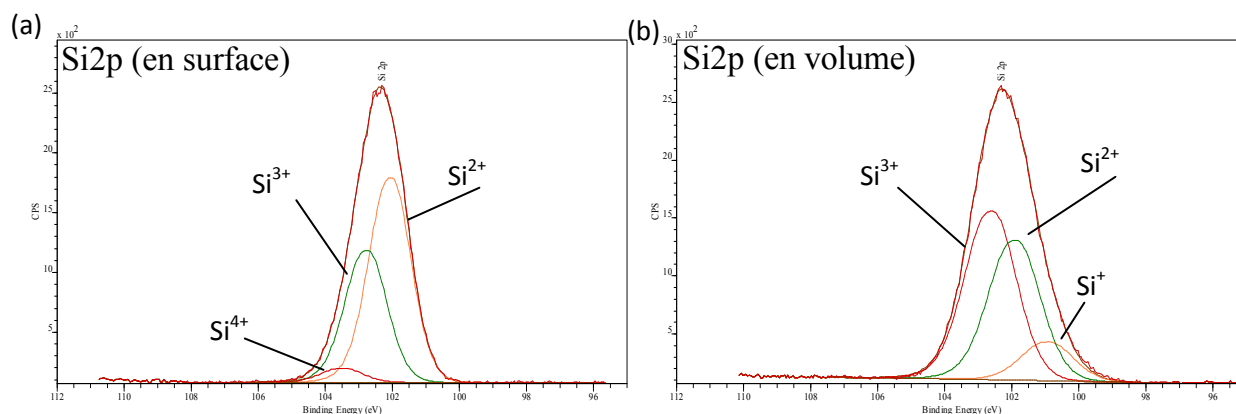 (a)
x 10²
Si2p (en surface)
Si 2p
25
20
15
10
5
CPS
Si³⁺
Si²⁺
Si⁴⁺
112 110 108 106 104 102 100 98 96
Binding Energy (eV)
(b)
x 10²
30
Si2p (en volume)
Si 2p
25
20
15
10
5
CPS
Si³⁺
Si²⁺
Si⁺
112 110 108 106 104 102 100 98 96
Binding Energy (eV)